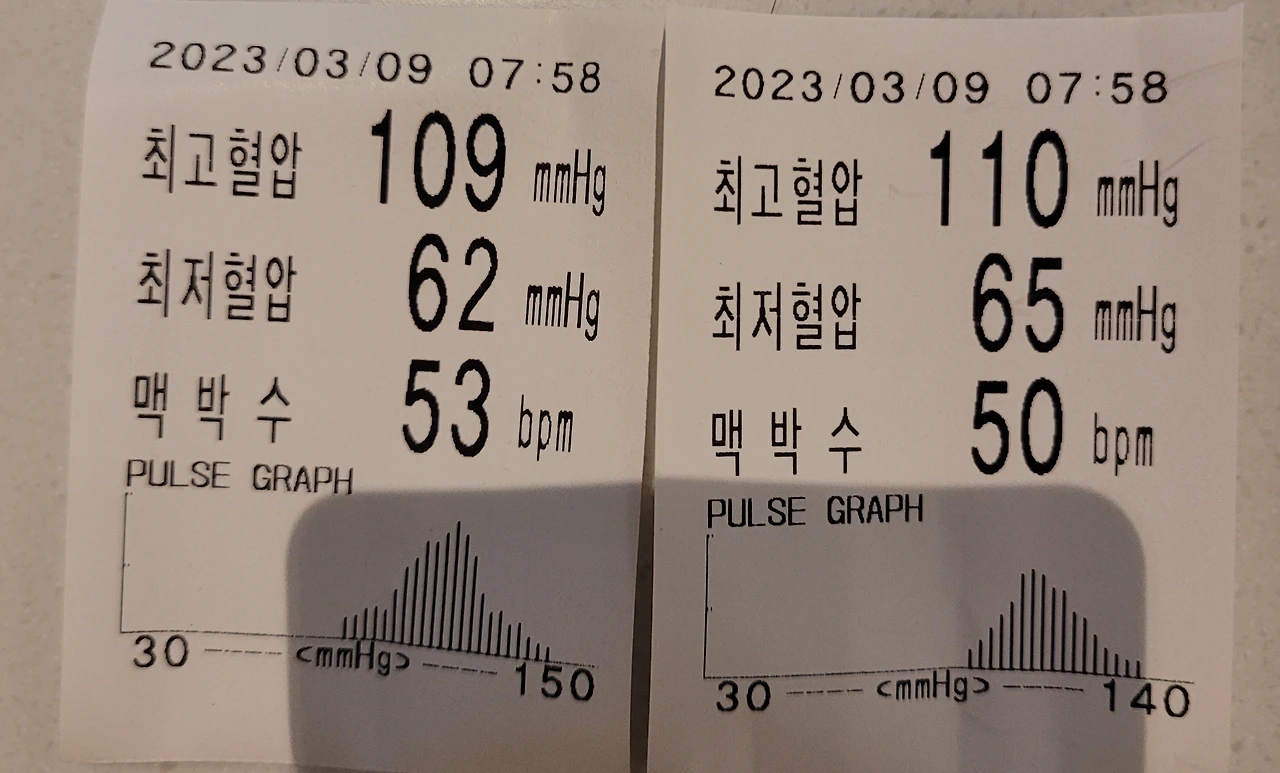 2023/03/09 07:58
최고혈압 109 mmHg
최저혈압 62 mmHg
맥 박 수 53 bpm
PULSE GRAPH
30 <mmHg> 150
2023/03/09 07:58
최고혈압 110 mmHg
최저혈압 65 mmHg
맥 박 수 50 bpm
PULSE GRAPH
30 ---- <mmHg> ---- 140